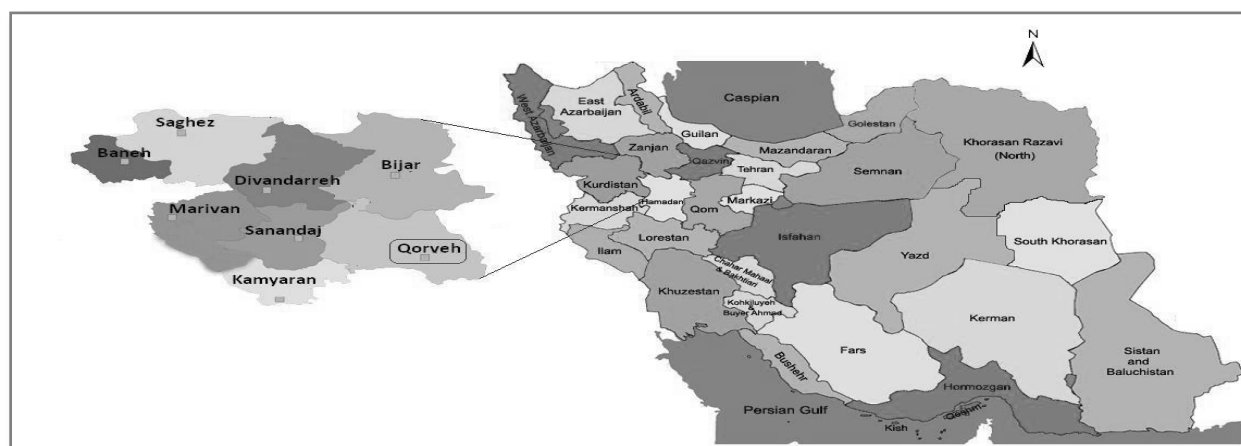 N
Saghez
Baneh
Divandarreh
Bijar
Marivan
Sanandaj
Qorveh
Kamyaran
West Azarbaijan
East
Azarbaijan
Ardabil
Caspian
Guilan
Golestan
Khorasan Razavi
(North)
Zanjan
Qazvin
Mazandaran
Tehran
Semnan
Kurdistan
Kermanshah
Hamadan
Qom
Markazi
Ilam
Lorestan
Isfahan
Yazd
South Khorasan
Chahar Mahaal
& Bakhtiari
Khuzestan
Kohkiluyeh
&
Buyer Ahmad
Fars
Kerman
Sistan
and
Baluchistan
Bushehr
Hormozgan
Persian Gulf
Kish
Qeshm